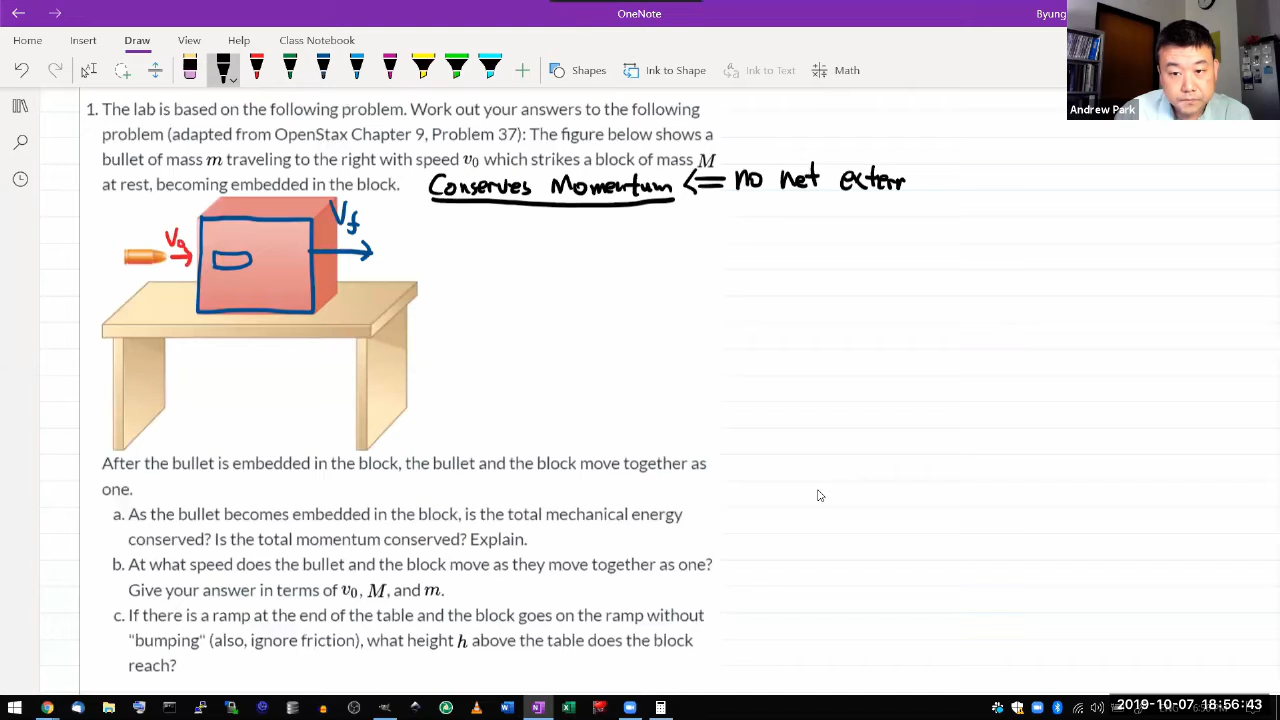 OneNote
Byung
Home Insert Draw View Help Class Notebook
Shapes Ink to Shape Ink to Text Math
Andrew Park
1. The lab is based on the following problem. Work out your answers to the following
problem (adapted from OpenStax Chapter 9, Problem 37): The figure below shows a
bullet of mass m traveling to the right with speed v₀ which strikes a block of mass M
at rest, becoming embedded in the block.
Conserves Momentum <= no net extern
V₀
V_f
After the bullet is embedded in the block, the bullet and the block move together as
one.
a. As the bullet becomes embedded in the block, is the total mechanical energy
conserved? Is the total momentum conserved? Explain.
b. At what speed does the bullet and the block move as they move together as one?
Give your answer in terms of v₀, M, and m.
c. If there is a ramp at the end of the table and the block goes on the ramp without
"bumping" (also, ignore friction), what height h above the table does the block
reach?
2019-10-07 18:56:43